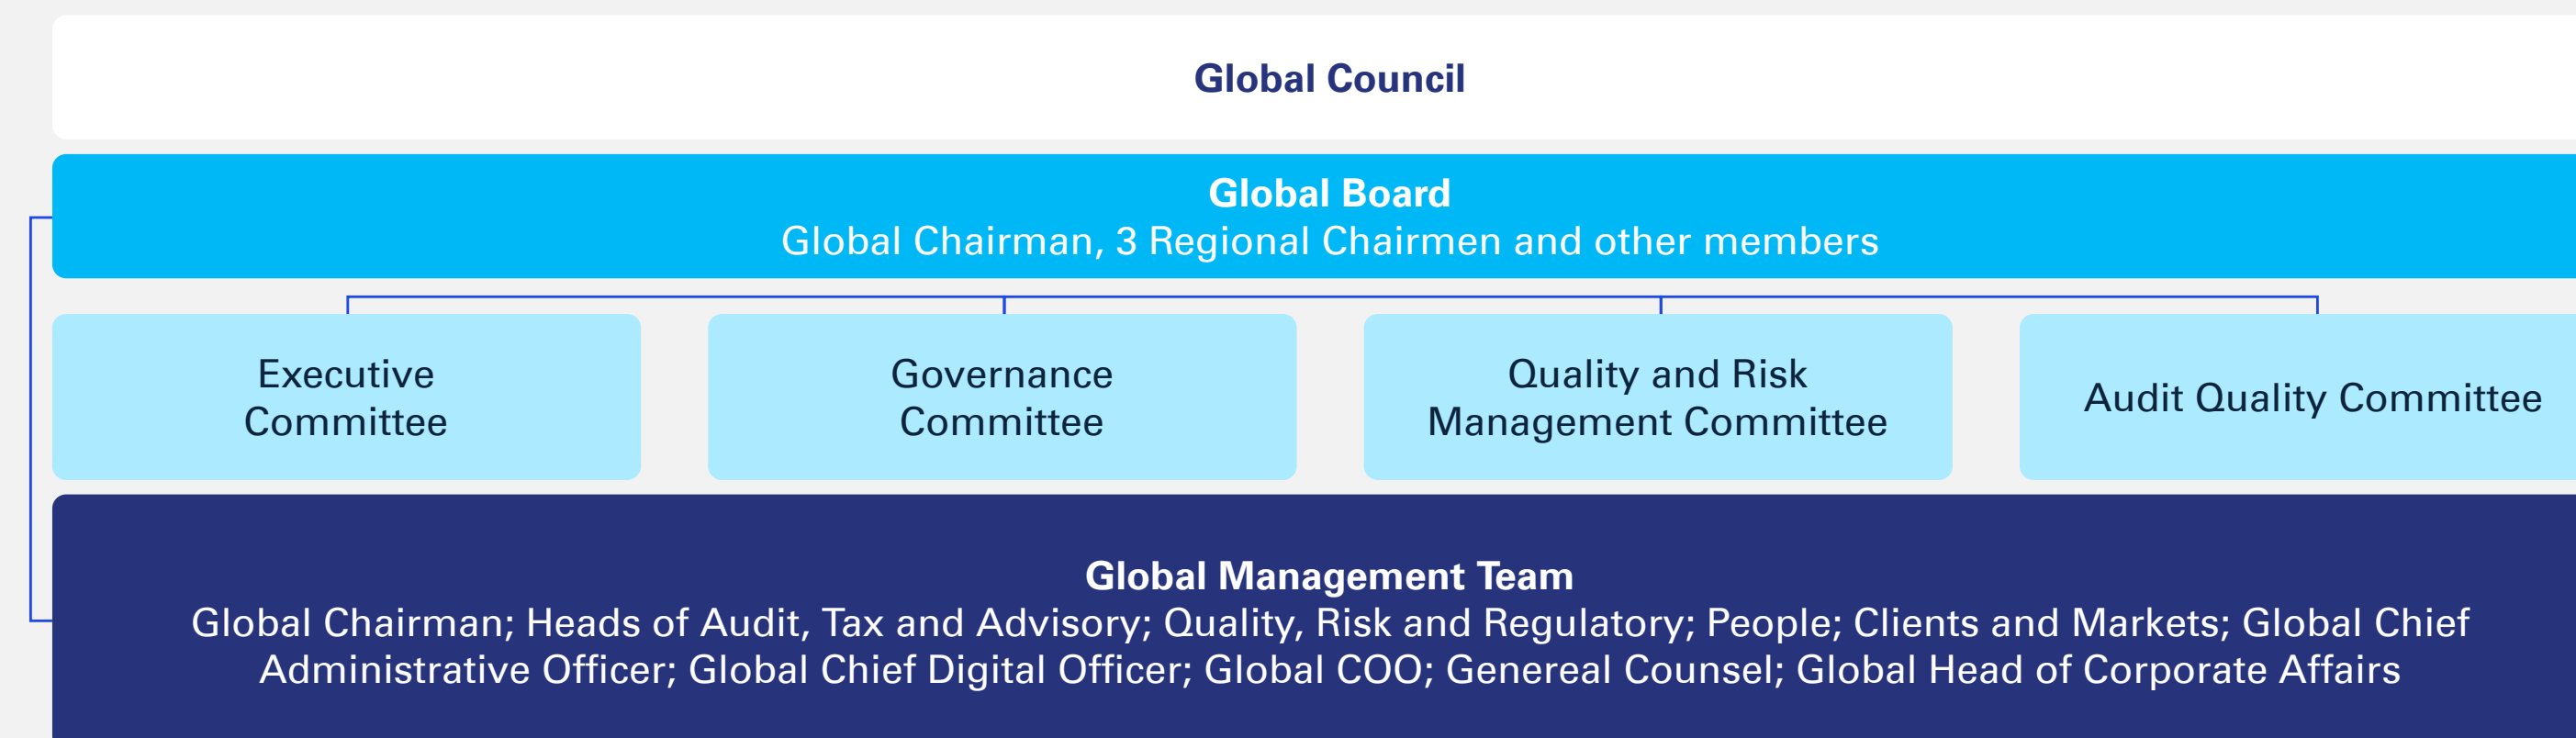 Global Council
Global Board
Global Chairman, 3 Regional Chairmen and other members
Executive
Committee
Governance
Committee
Quality and Risk
Management Committee
Audit Quality Committee
Global Management Team
Global Chairman; Heads of Audit, Tax and Advisory; Quality, Risk and Regulatory; People; Clients and Markets; Global Chief
Administrative Officer; Global Chief Digital Officer; Global COO; Genereal Counsel; Global Head of Corporate Affairs